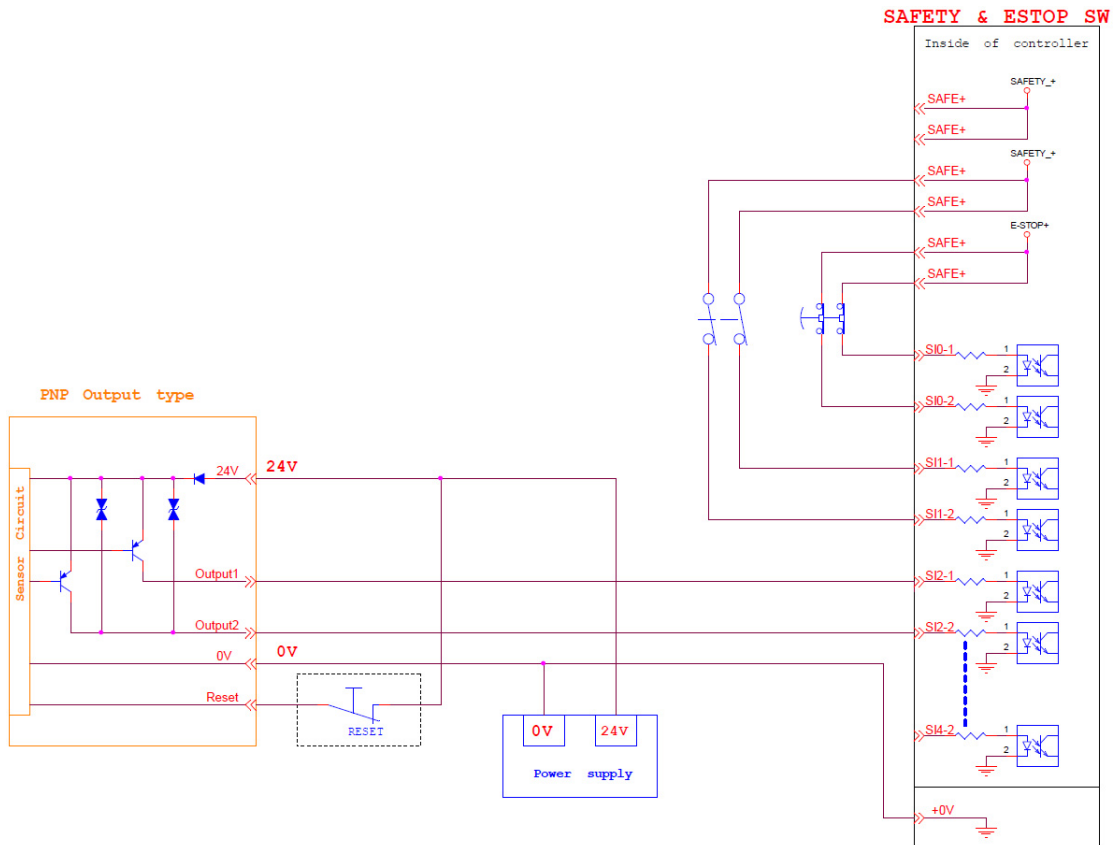 SAFETY & ESTOP SW
Inside of controller
SAFETY_+
SAFE+
SAFE+
SAFETY_+
SAFE+
SAFE+
E-STOP+
SAFE+
SAFE+
SI0-1
1
2
SI0-2
1
2
SI1-1
1
2
SI1-2
1
2
SI2-1
1
2
SI2-2
1
2
SI4-2
1
2
+0V
PNP Output type
Sensor Circuit
24V
24V
Output1
Output2
0V
0V
Reset
RESET
0V
24V
Power supply